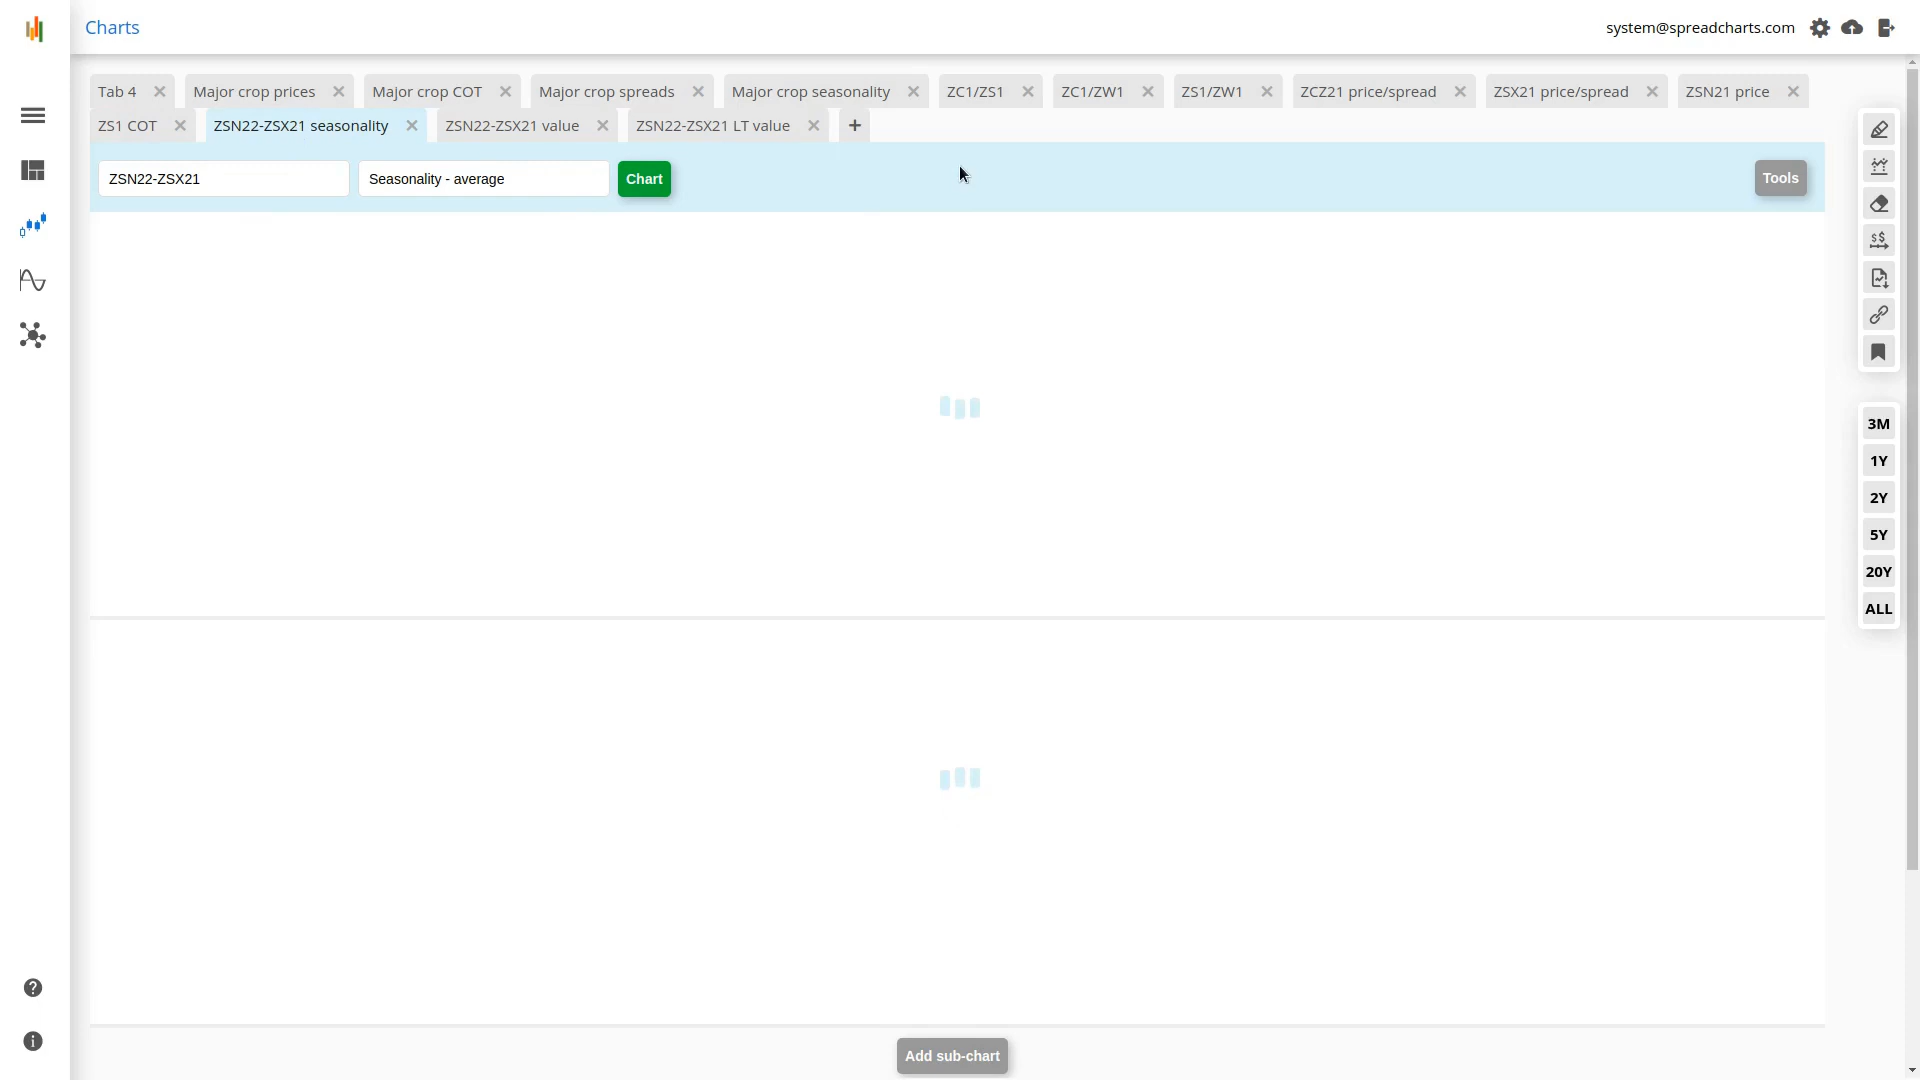 Charts
system@spreadcharts.com
Tab 4
Major crop prices
Major crop COT
Major crop spreads
Major crop seasonality
ZC1/ZS1
ZC1/ZW1
ZS1/ZW1
ZCZ21 price/spread
ZSX21 price/spread
ZSN21 price
ZS1 COT
ZSN22-ZSX21 seasonality
ZSN22-ZSX21 value
ZSN22-ZSX21 LT value
+
ZSN22-ZSX21
Seasonality - average
Chart
Tools
3M
1Y
2Y
5Y
20Y
ALL
Add sub-chart